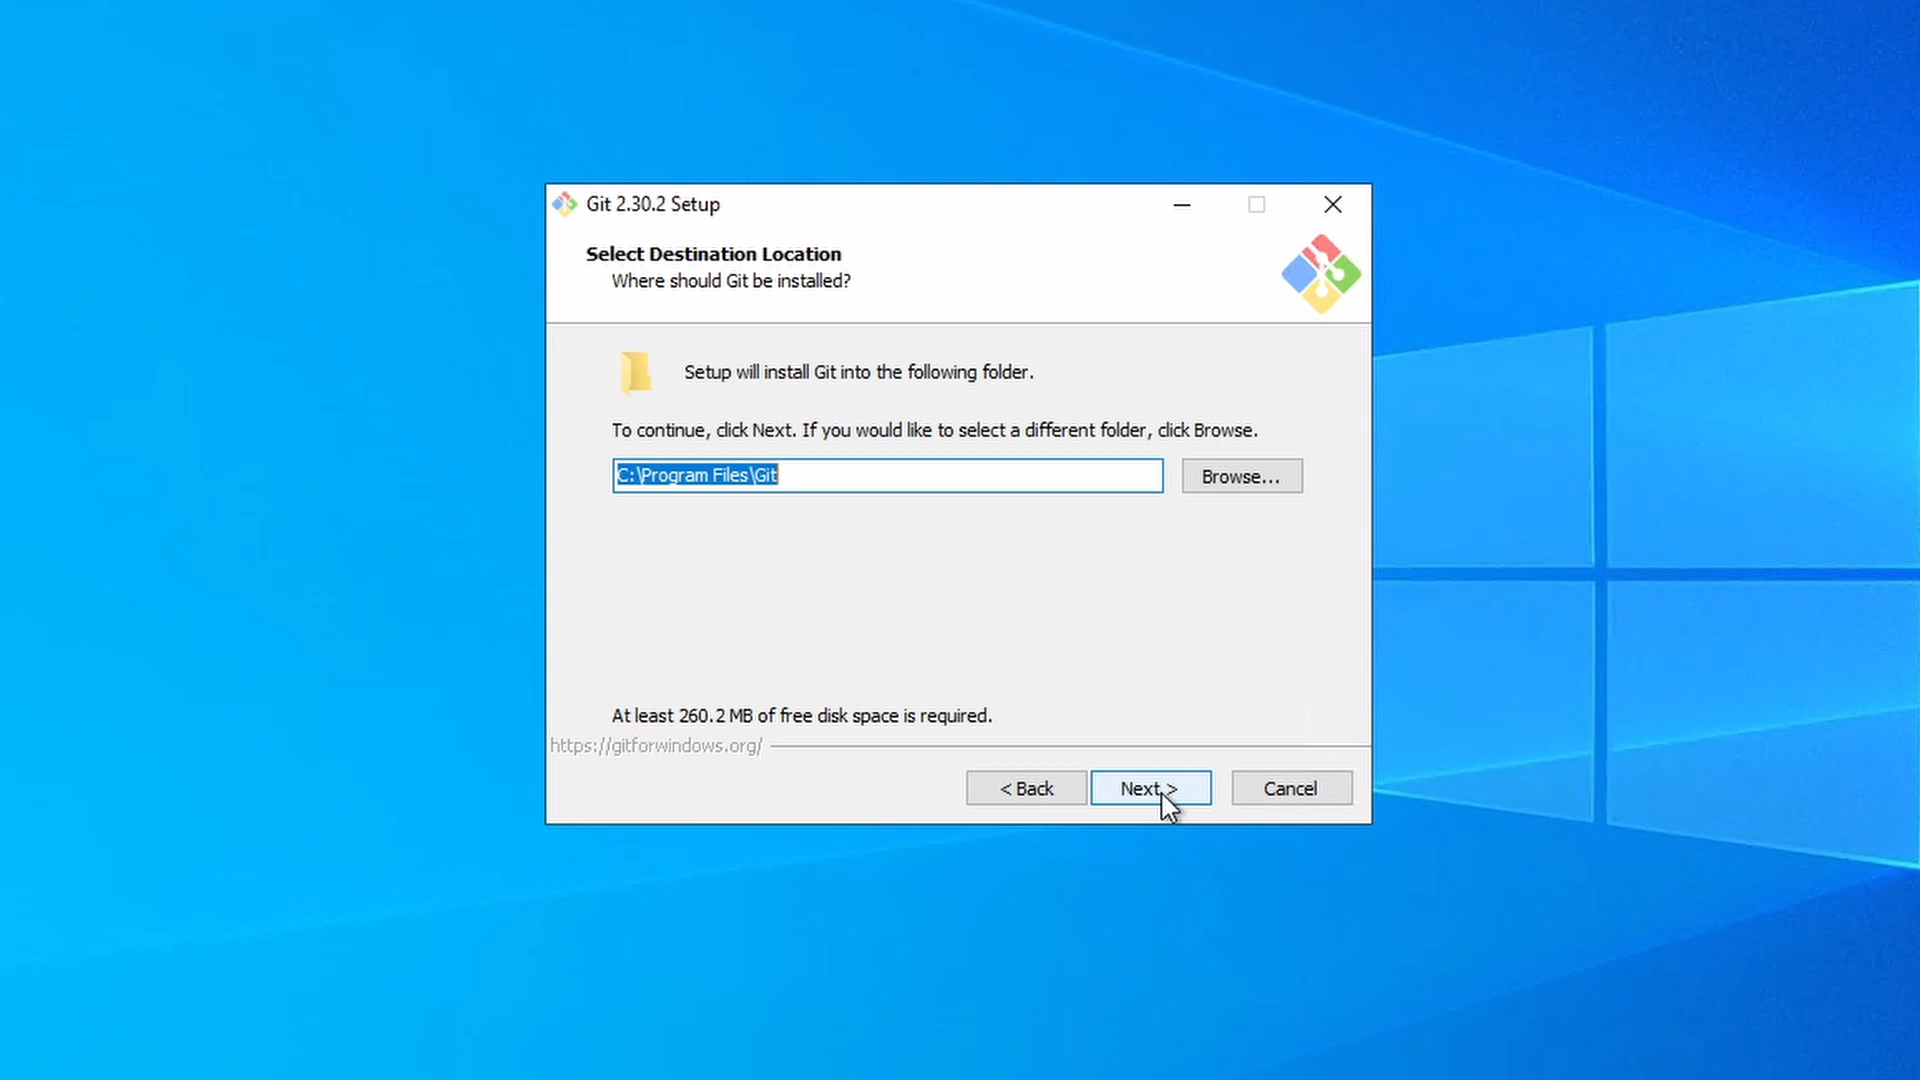 Git 2.30.2 Setup
Select Destination Location
Where should Git be installed?
Setup will install Git into the following folder.
To continue, click Next. If you would like to select a different folder, click Browse.
C:\Program Files\Git
Browse...
At least 260.2 MB of free disk space is required.
https://gitforwindows.org/
< Back
Next >
Cancel